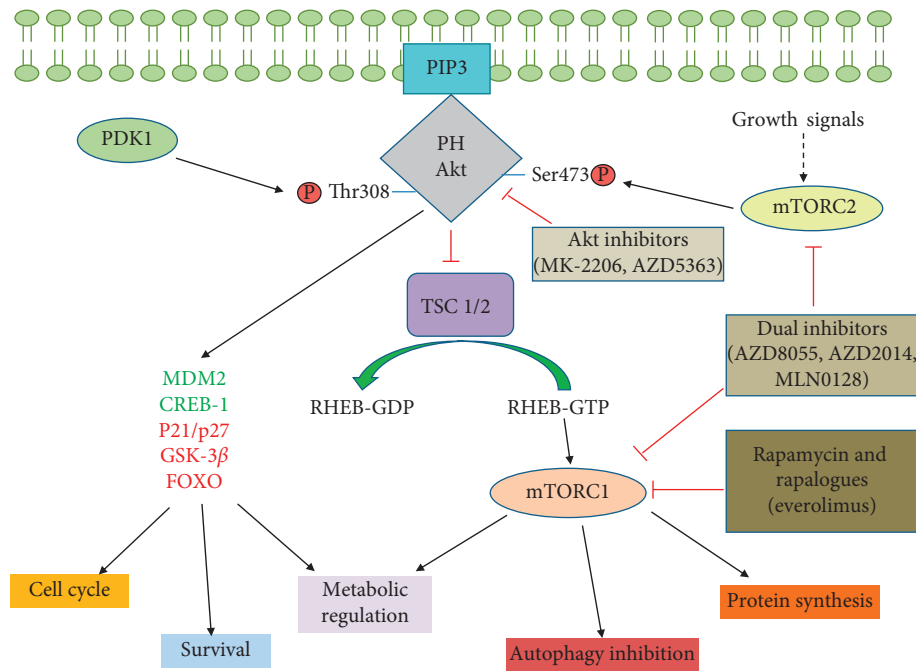 PIP3
PH
Akt
PDK1
P
Thr308
Ser473
P
Growth signals
mTORC2
Akt inhibitors
(MK-2206, AZD5363)
TSC 1/2
Dual inhibitors
(AZD8055, AZD2014,
MLN0128)
RHEB-GDP
RHEB-GTP
MDM2
CREB-1
P21/p27
GSK-3β
FOXO
mTORC1
Rapamycin and
rapalogues
(everolimus)
Cell cycle
Survival
Metabolic
regulation
Autophagy inhibition
Protein synthesis